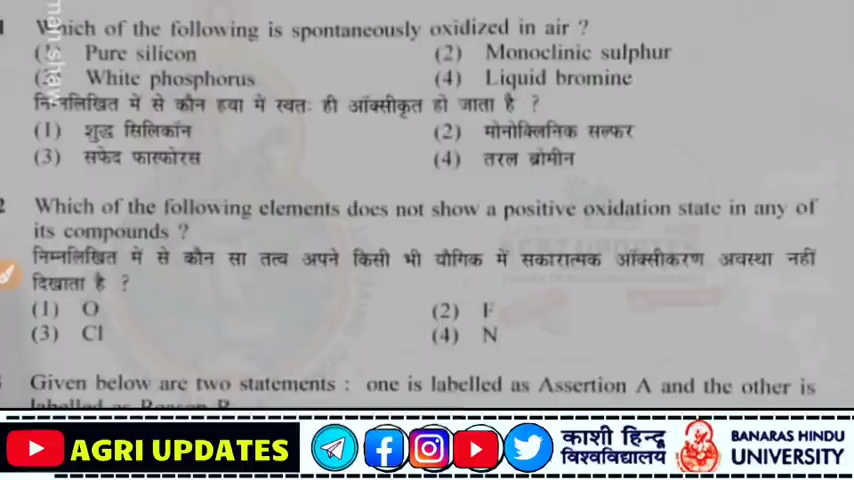 Which of the following is spontaneously oxidized in air ?
Pure silicon (2) Monoclinic sulphur
White phosphorus (4) Liquid bromine
निम्नलिखित में से कौन हवा में स्वतः ही ऑक्सीकृत हो जाता है ?
(1) शुद्ध सिलिकॉन (2) मोनोक्लिनिक सल्फर
(3) सफेद फास्फोरस (4) तरल ब्रोमीन
2 Which of the following elements does not show a positive oxidation state in any of
its compounds ?
निम्नलिखित में से कौन सा तत्व अपने किसी भी यौगिक में सकारात्मक ऑक्सीकरण अवस्था नहीं
दिखाता है ?
(1) O (2) F
(3) Cl (4) N
Given below are two statements : one is labelled as Assertion A and the other is
labelled as Reason R
AGRI UPDATES
काशी हिन्दू
विश्वविद्यालय
BANARAS HINDU
UNIVERSITY